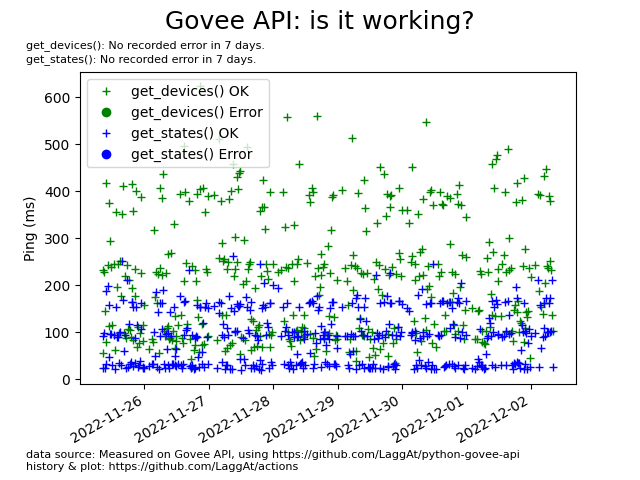 Govee API: is it working?
get_devices(): No recorded error in 7 days.
get_states(): No recorded error in 7 days.
get_devices() OK
get_devices() Error
get_states() OK
get_states() Error
Ping (ms)
600
500
400
300
200
100
0
2022-11-26
2022-11-27
2022-11-28
2022-11-29
2022-11-30
2022-12-01
2022-12-02
data source: Measured on Govee API, using https://github.com/LaggAt/python-govee-api
history & plot: https://github.com/LaggAt/actions